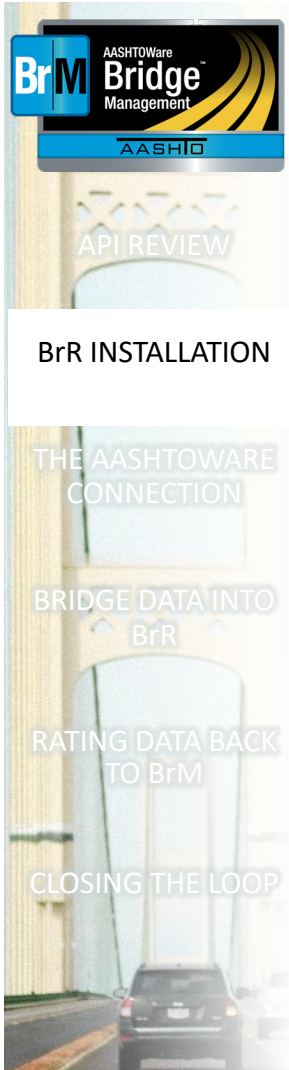 BrM
AASHTOWare
Bridge™
Management
AASHTO
API REVIEW
BrR INSTALLATION
THE AASHTOWARE
CONNECTION
BRIDGE DATA INTO
BrR
RATING DATA BACK
TO BrM
CLOSING THE LOOP